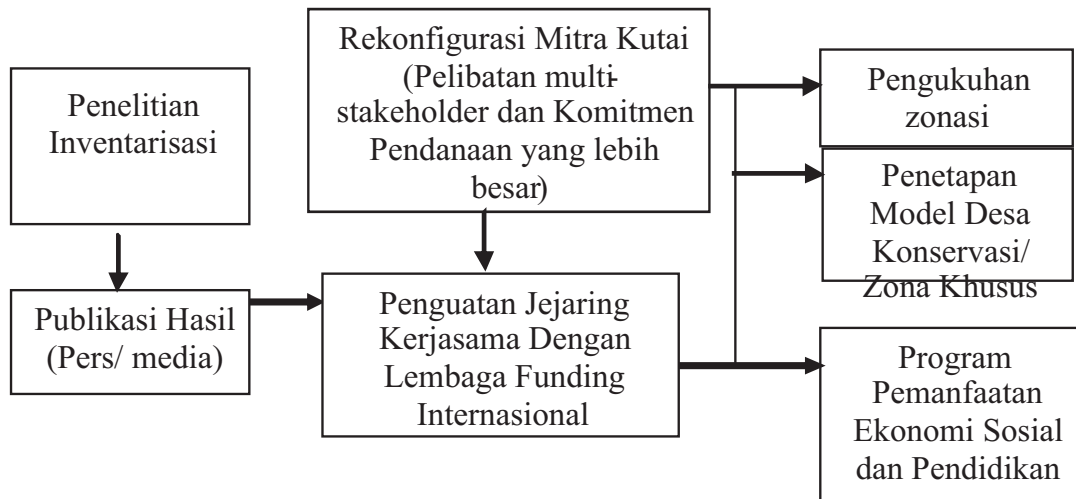 Penelitian
Inventarisasi
Publikasi Hasil
(Pers/ media)
Rekonfigurasi Mitra Kutai
(Pelibatan multi-
stakeholder dan Komitmen
Pendanaan yang lebih
besar)
Penguatan Jejaring
Kerjasama Dengan
Lembaga Funding
Internasional
Pengukuhan
zonasi
Penetapan
Model Desa
Konservasi/
Zona Khusus
Program
Pemanfaatan
Ekonomi Sosial
dan Pendidikan